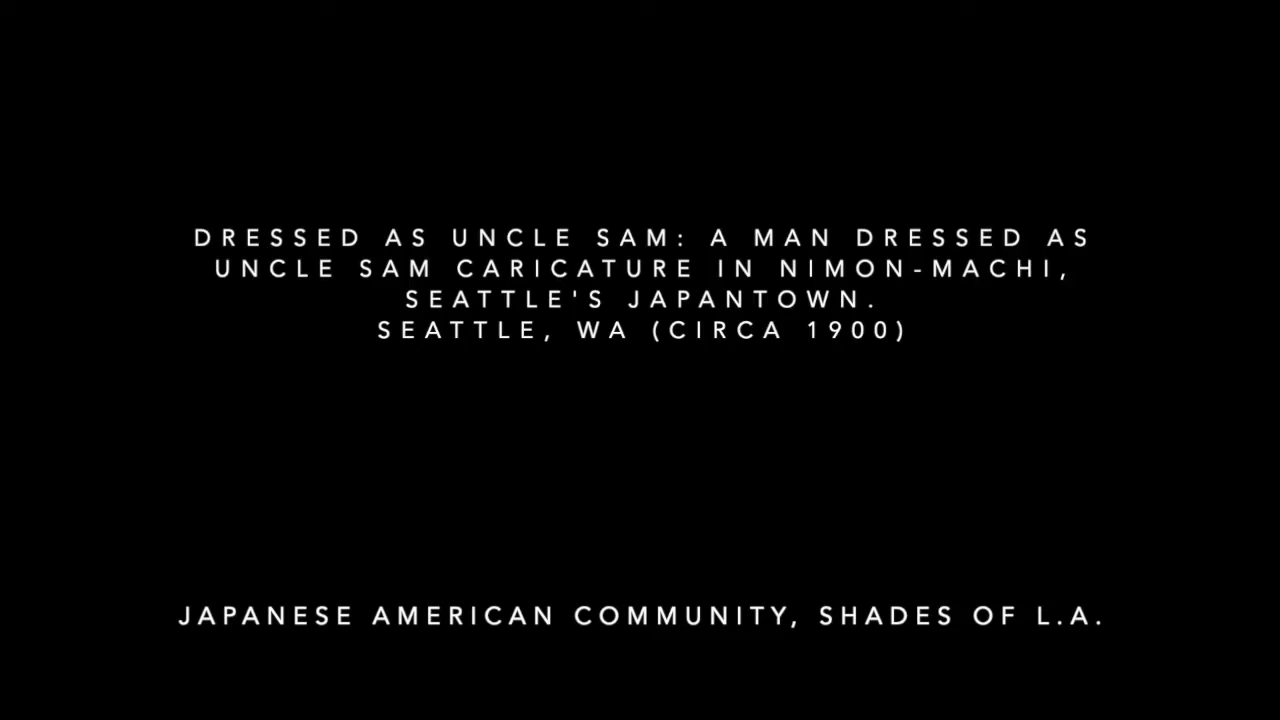 DRESSED AS UNCLE SAM: A MAN DRESSED AS
UNCLE SAM CARICATURE IN NIMON-MACHI,
SEATTLE'S JAPANTOWN.
SEATTLE, WA (CIRCA 1900)
JAPANESE AMERICAN COMMUNITY, SHADES OF L.A.